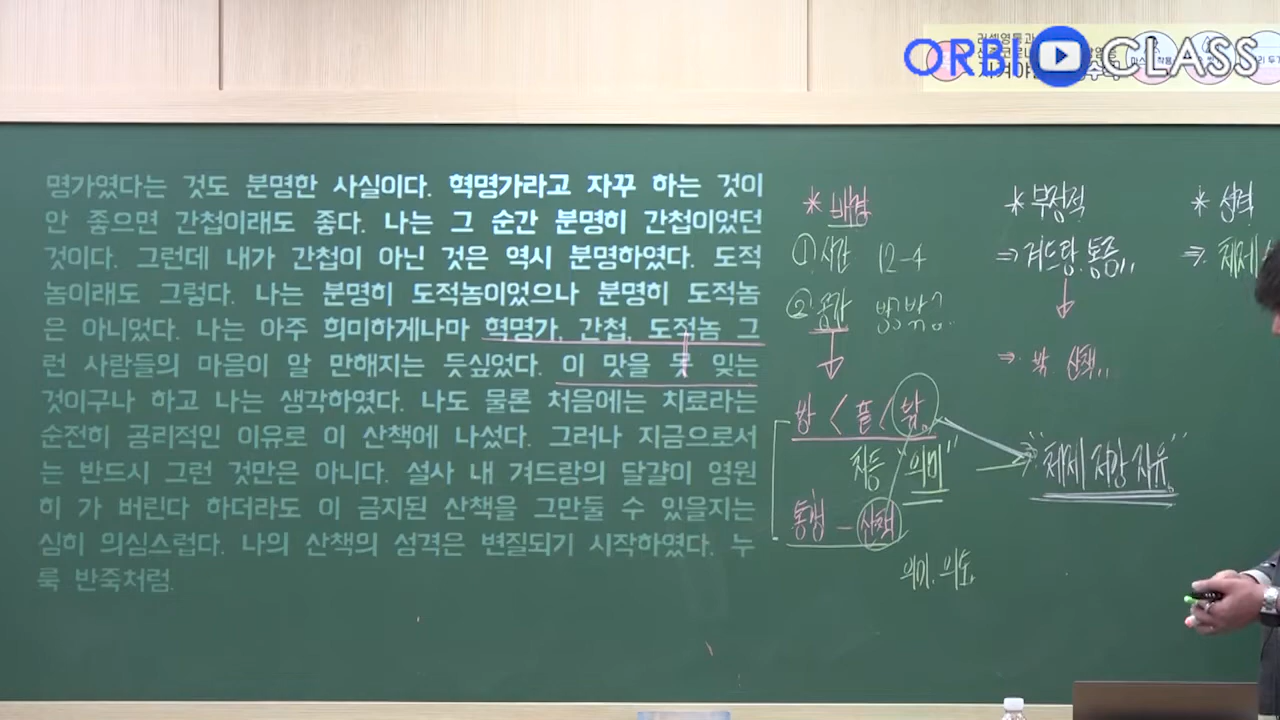 ORBI CLASS
명가였다는 것도 분명한 사실이다. 혁명가라고 자꾸 하는 것이
안 좋으면 간첩이래도 좋다. 나는 그 순간 분명히 간첩이었던
것이다. 그런데 내가 간첩이 아닌 것은 역시 분명하였다. 도적
놈이래도 그렇다. 나는 분명히 도적놈이었으나 분명히 도적놈
은 아니었다. 나는 아주 희미하게나마 혁명가, 간첩, 도적놈 그
런 사람들의 마음이 알 만해지는 듯싶었다. 이 맛을 못 잊는
것이구나 하고 나는 생각하였다. 나도 물론 처음에는 치료라는
순전히 공리적인 이유로 이 산책에 나섰다. 그러나 지금으로서
는 반드시 그런 것만은 아니다. 설사 내 겨드랑의 달걀이 영원
히 가 버린다 하더라도 이 금지된 산책을 그만둘 수 있을지는
심히 의심스럽다. 나의 산책의 성격은 변질되기 시작하였다. 누
룩 반죽처럼.
* 배경
① 시간 12-4
② 공간 방, 밖
방 < 뜰 < 밖
차등 "의미"
통행 - 산책
의미. 의도
* 부정적
⇒ 겨드랑 통증
⇒ 밖 산책
"체제 저항 자유"
* 성격
⇒ 체제